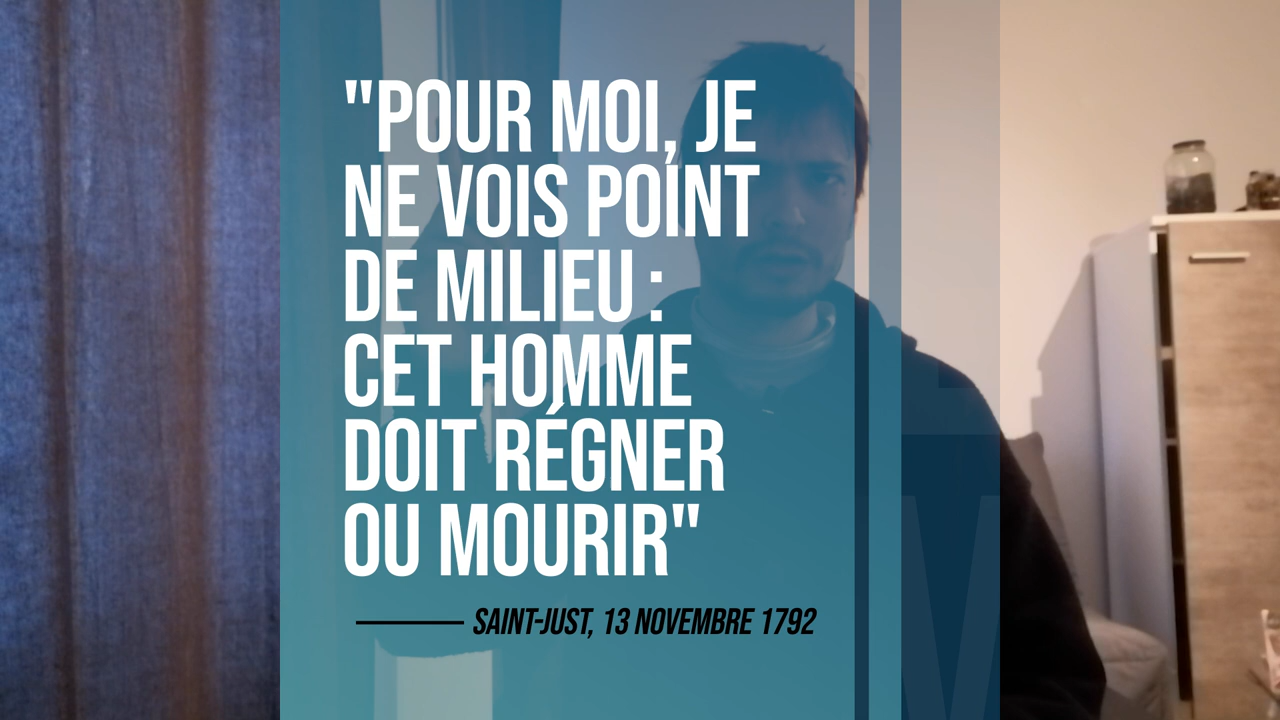 "POUR MOI, JE
NE VOIS POINT
DE MILIEU :
CET HOMME
DOIT RÉGNER
OU MOURIR"
SAINT-JUST, 13 NOVEMBRE 1792